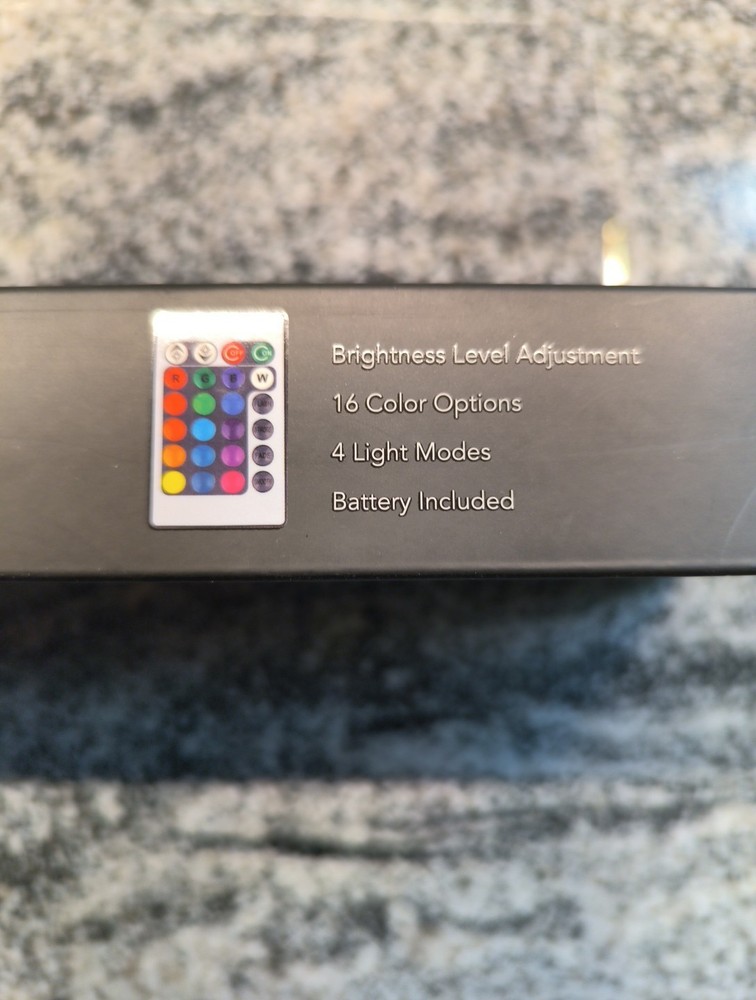 R G B W
Brightness Level Adjustment
16 Color Options
4 Light Modes
Battery Included